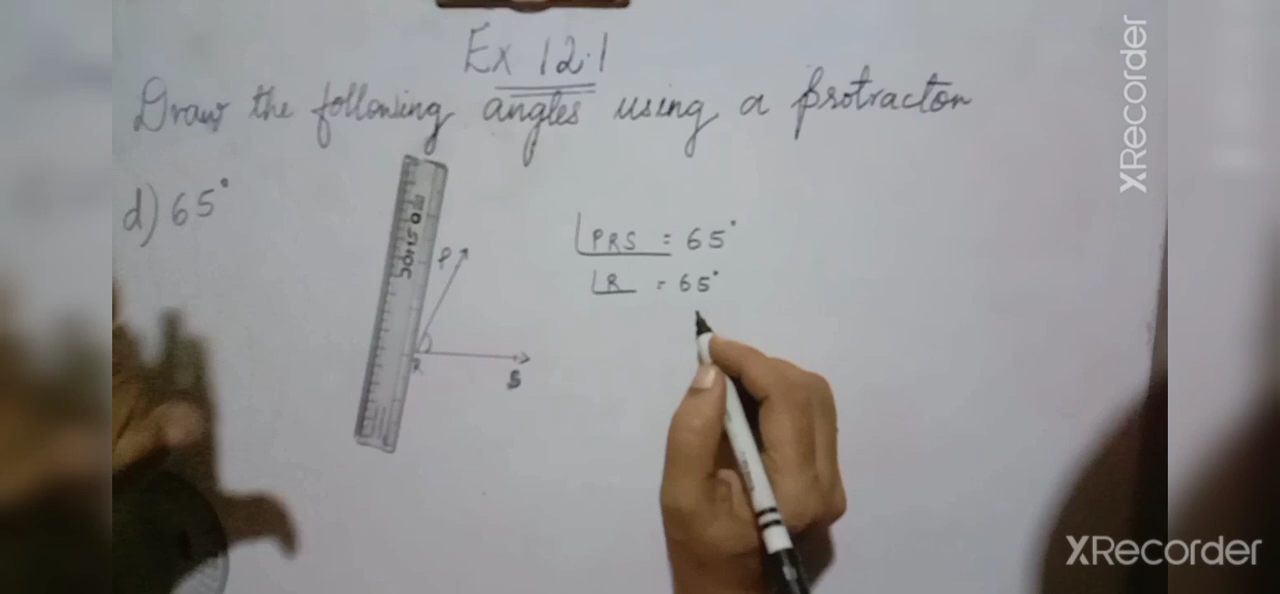 Ex 12.1
Draw the following angles using a protractor
d) 65°
P
∠PRS = 65°
∠R = 65°
R
S
XRecorder
XRecorder